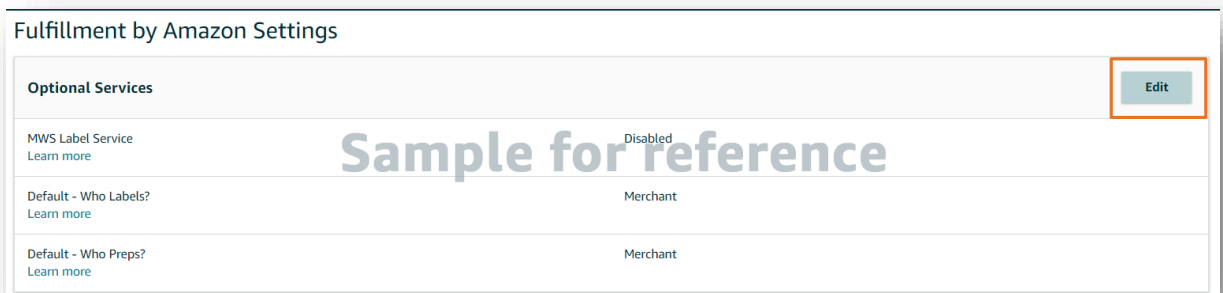 Fulfillment by Amazon Settings
Optional Services
Edit
MWS Label Service
Disabled
Learn more
Sample for reference
Default - Who Labels?
Merchant
Learn more
Default - Who Preps?
Merchant
Learn more